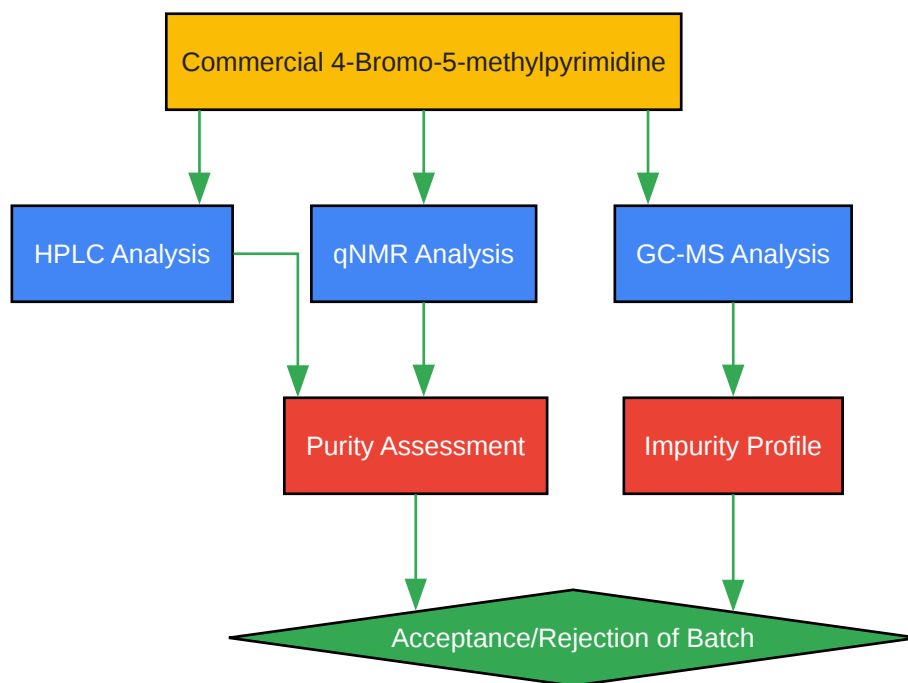 Commercial 4-Bromo-5-methylpyrimidine
HPLC Analysis
qNMR Analysis
GC-MS Analysis
Purity Assessment
Impurity Profile
Acceptance/Rejection of Batch